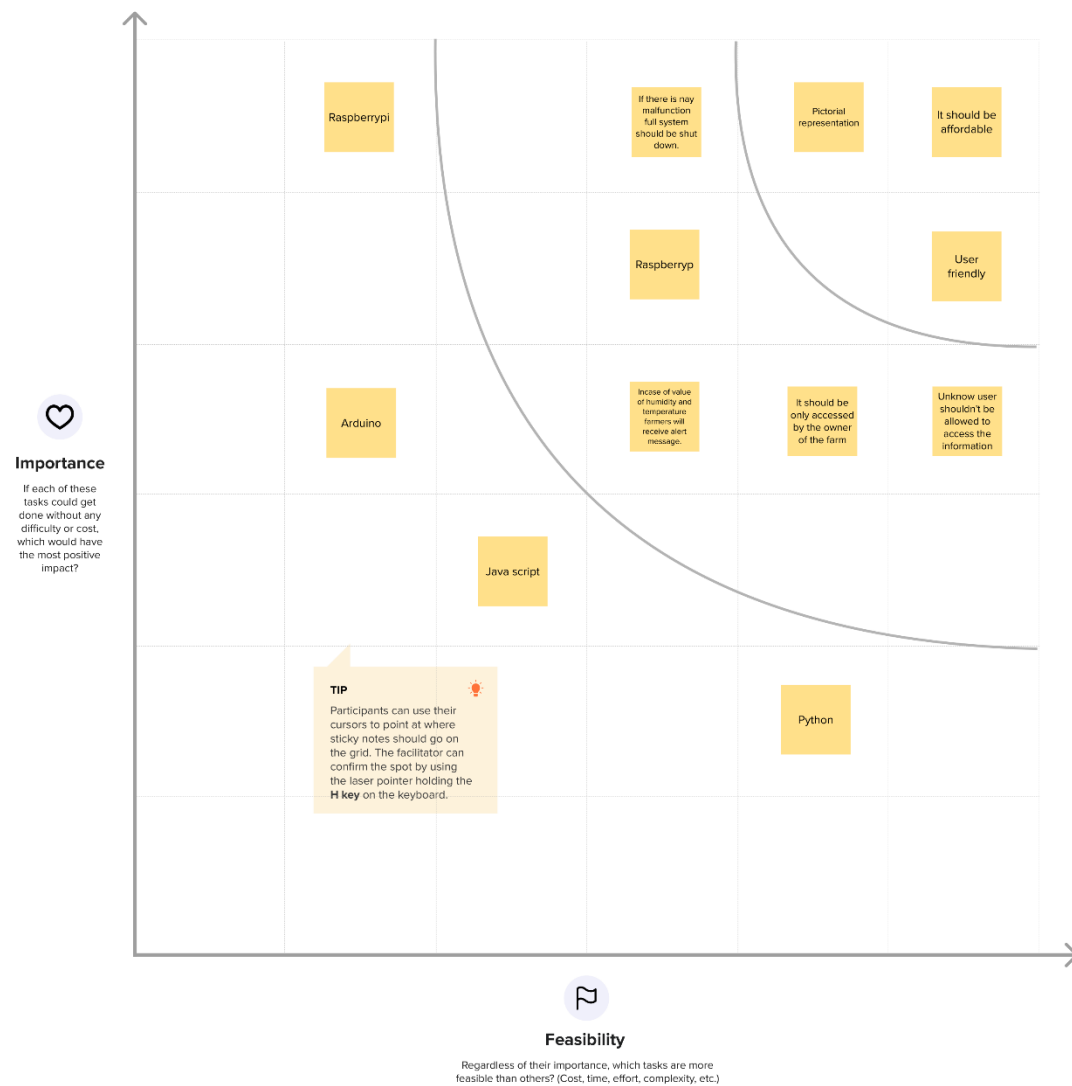 Raspberrypi
If there is nay
malfunction
full system
should be shut
down.
Pictorial
representation
It should be
affordable
Raspberryp
User
friendly
Arduino
Incase of value
of humidity and
temperature
farmers will
receive alert
message.
It should be
only accessed
by the owner
of the farm
Unknow user
shouldn't be
allowed to
access the
information
Importance
If each of these
tasks could get
done without any
difficulty or cost,
which would have
the most positive
impact?
Java script
TIP
Participants can use their
cursors to point at where
sticky notes should go on
the grid. The facilitator can
confirm the spot by using
the laser pointer holding the
H key on the keyboard.
Python
Feasibility
Regardless of their importance, which tasks are more
feasible than others? (Cost, time, effort, complexity, etc.)